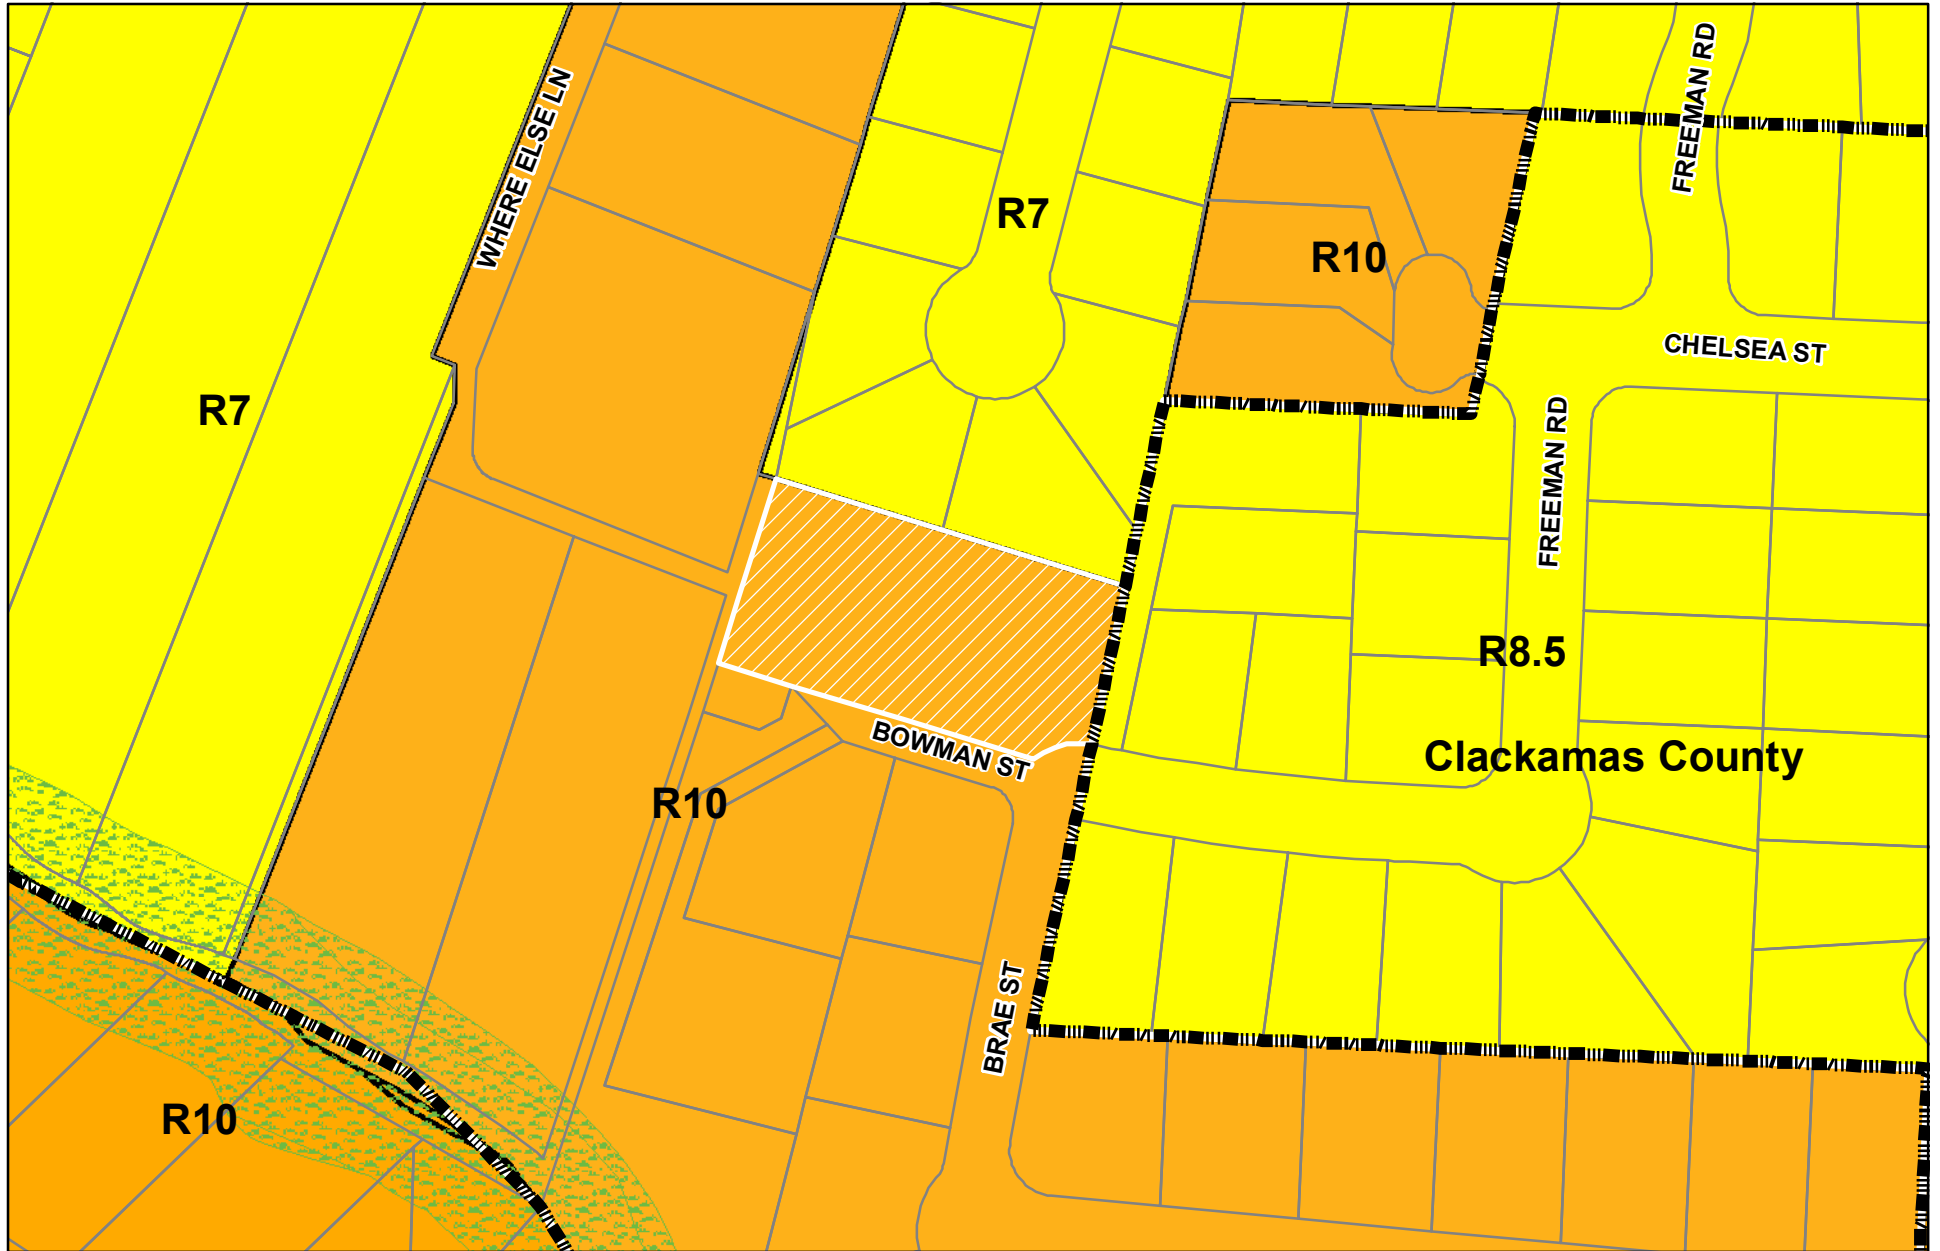 FREEMAN RD
WHERE ELSE LN
R7
R10
CHELSEA ST
R7
FREEMAN RD
R8.5
BOWMAN ST
Clackamas County
R10
BRAE ST
R10